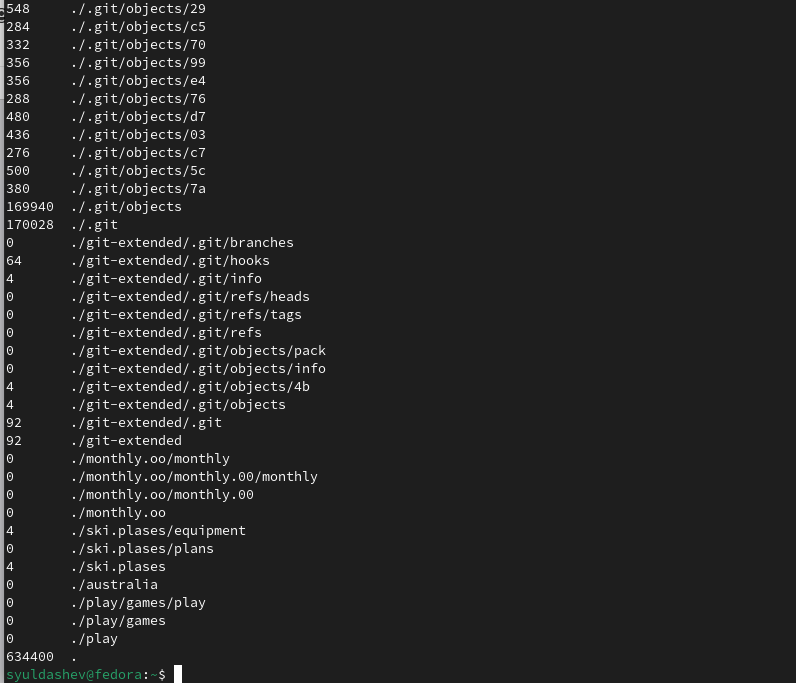 548 ./.git/objects/29
284 ./.git/objects/c5
332 ./.git/objects/70
356 ./.git/objects/99
356 ./.git/objects/e4
288 ./.git/objects/76
480 ./.git/objects/d7
436 ./.git/objects/03
276 ./.git/objects/c7
500 ./.git/objects/5c
380 ./.git/objects/7a
169940 ./.git/objects
170028 ./.git
0 ./git-extended/.git/branches
64 ./git-extended/.git/hooks
4 ./git-extended/.git/info
0 ./git-extended/.git/refs/heads
0 ./git-extended/.git/refs/tags
0 ./git-extended/.git/refs
0 ./git-extended/.git/objects/pack
0 ./git-extended/.git/objects/info
4 ./git-extended/.git/objects/4b
4 ./git-extended/.git/objects
92 ./git-extended/.git
92 ./git-extended
0 ./monthly.oo/monthly
0 ./monthly.oo/monthly.00/monthly
0 ./monthly.oo/monthly.00
0 ./monthly.oo
4 ./ski.plases/equipment
0 ./ski.plases/plans
4 ./ski.plases
0 ./australia
0 ./play/games/play
0 ./play/games
0 ./play
634400 .
syuldashev@fedora:~$